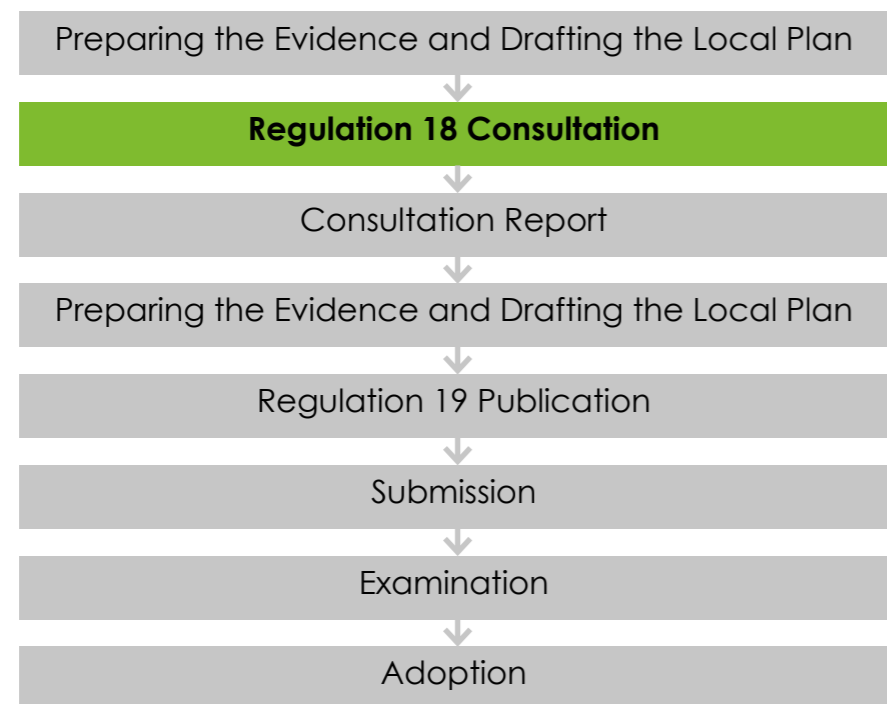 Preparing the Evidence and Drafting the Local Plan
Regulation 18 Consultation
Consultation Report
Preparing the Evidence and Drafting the Local Plan
Regulation 19 Publication
Submission
Examination
Adoption